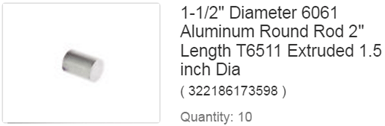 1-1/2" Diameter 6061
Aluminum Round Rod 2"
Length T6511 Extruded 1.5
inch Dia
( 322186173598 )
Quantity: 10